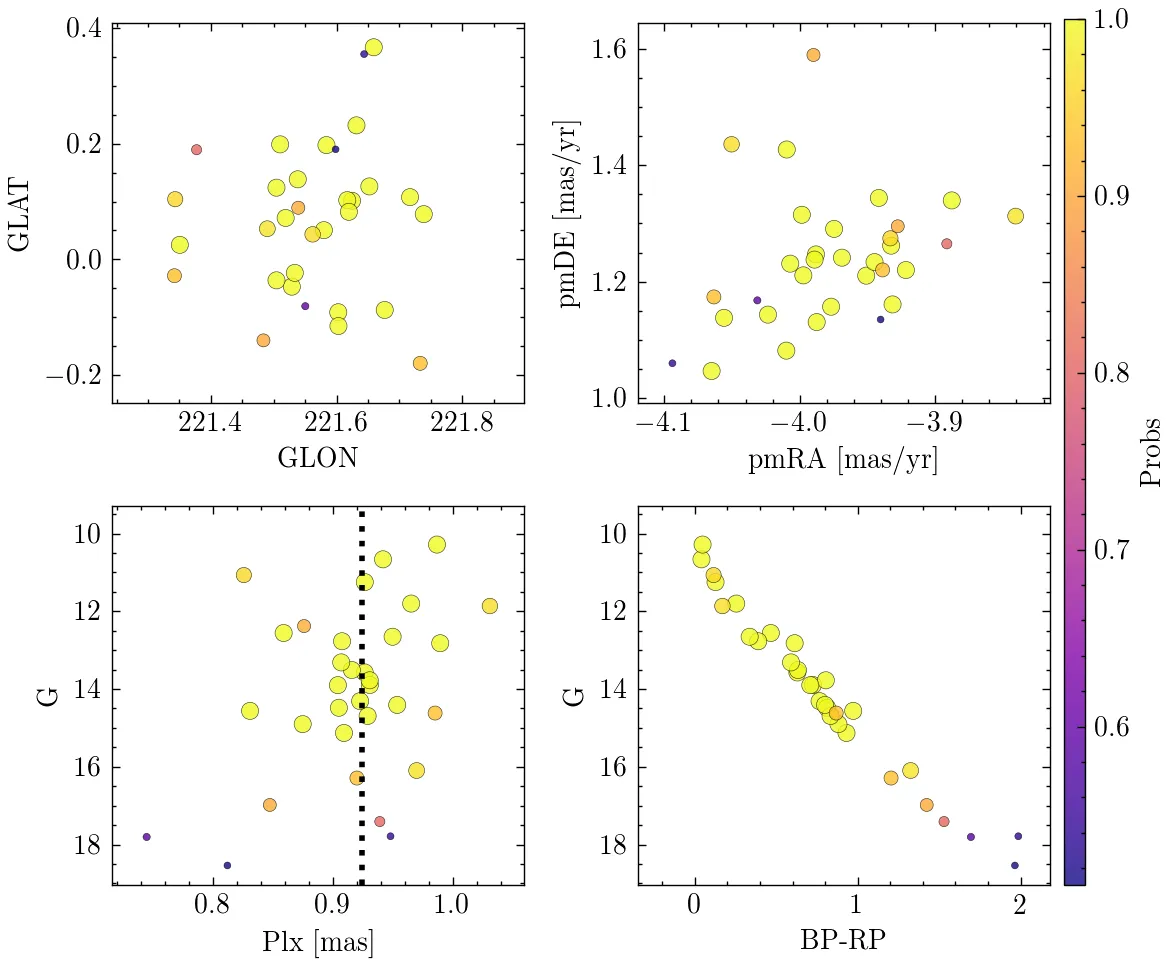 0.4
0.2
0.0
−0.2
GLAT
221.4 221.6 221.8
GLON
1.6
1.4
1.2
1.0
pmDE [mas/yr]
−4.1 −4.0 −3.9
pmRA [mas/yr]
10
12
14
16
18
G
0.8 0.9 1.0
Plx [mas]
10
12
14
16
18
G
0 1 2
BP-RP
1.0
0.9
0.8
0.7
0.6
Probs